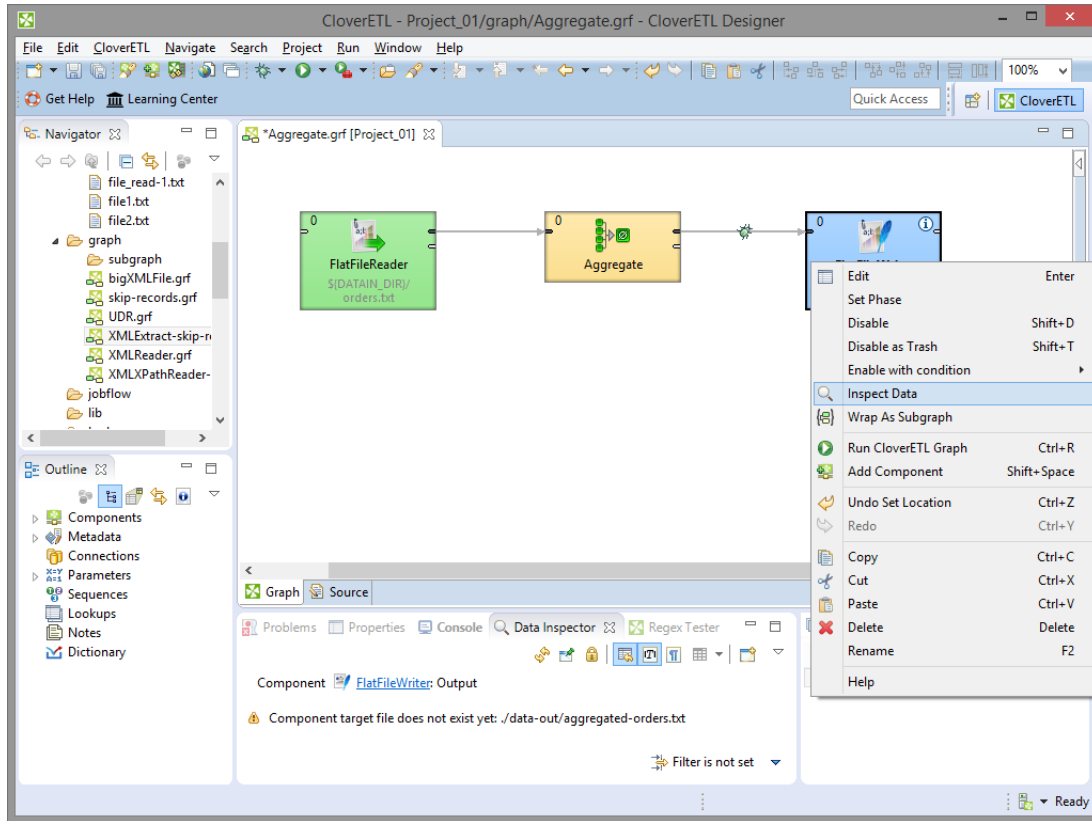 CloverETL - Project_01/graph/Aggregate.grf - CloverETL Designer
File Edit CloverETL Navigate Search Project Run Window Help
100%
Get Help Learning Center
Quick Access
CloverETL
Navigator
*Aggregate.grf [Project_01]
file_read-1.txt
file1.txt
file2.txt
graph
subgraph
bigXMLFile.grf
skip-records.grf
UDR.grf
XMLExtract-skip-r
XMLReader.grf
XMLXPathReader-
jobflow
lib
0
FlatFileReader
$(DATAIN_DIR)/
orders.txt
0
Aggregate
0
Edit Enter
Set Phase
Disable Shift+D
Disable as Trash Shift+T
Enable with condition
Inspect Data
Wrap As Subgraph
Run CloverETL Graph Ctrl+R
Add Component Shift+Space
Undo Set Location Ctrl+Z
Redo Ctrl+Y
Copy Ctrl+C
Cut Ctrl+X
Paste Ctrl+V
Delete Delete
Rename F2
Help
Outline
Components
Metadata
Connections
Parameters
Sequences
Lookups
Notes
Dictionary
Graph Source
Problems Properties Console Data Inspector Regex Tester
Component FlatFileWriter: Output
Component target file does not exist yet: ./data-out/aggregated-orders.txt
Filter is not set
Ready